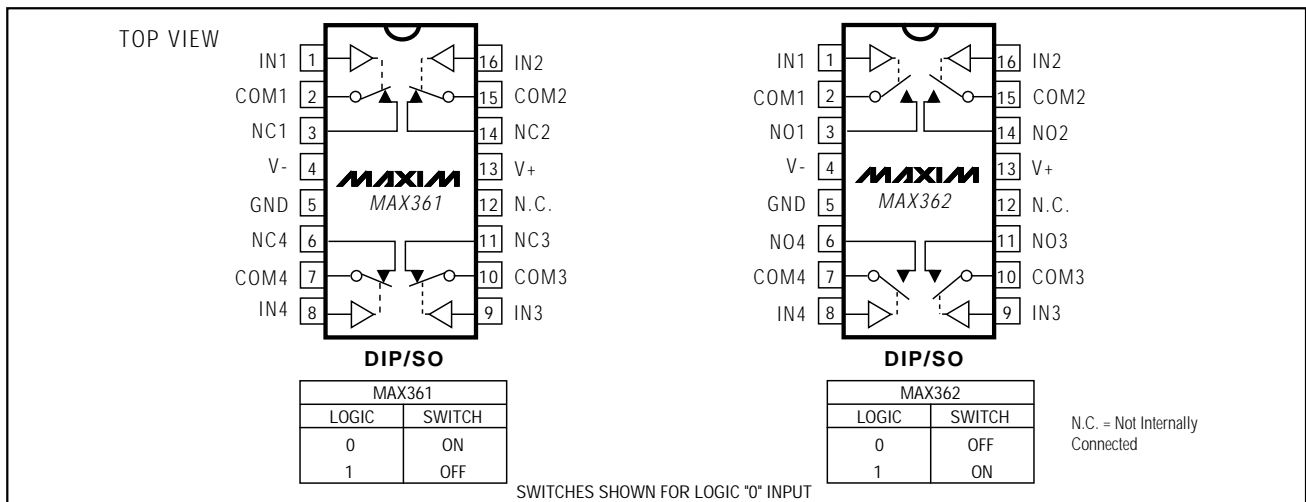 TOP VIEW
IN1 1 16 IN2
COM1 2 15 COM2
NC1 3 14 NC2
V- 4 13 V+
MAXIM
GND 5 MAX361 12 N.C.
NC4 6 11 NC3
COM4 7 10 COM3
IN4 8 9 IN3
DIP/SO
MAX361
LOGIC SWITCH
0 ON
1 OFF
IN1 1 16 IN2
COM1 2 15 COM2
NO1 3 14 NO2
V- 4 13 V+
MAXIM
GND 5 MAX362 12 N.C.
NO4 6 11 NO3
COM4 7 10 COM3
IN4 8 9 IN3
DIP/SO
MAX362
LOGIC SWITCH
0 OFF
1 ON
N.C. = Not Internally
Connected
SWITCHES SHOWN FOR LOGIC "0" INPUT